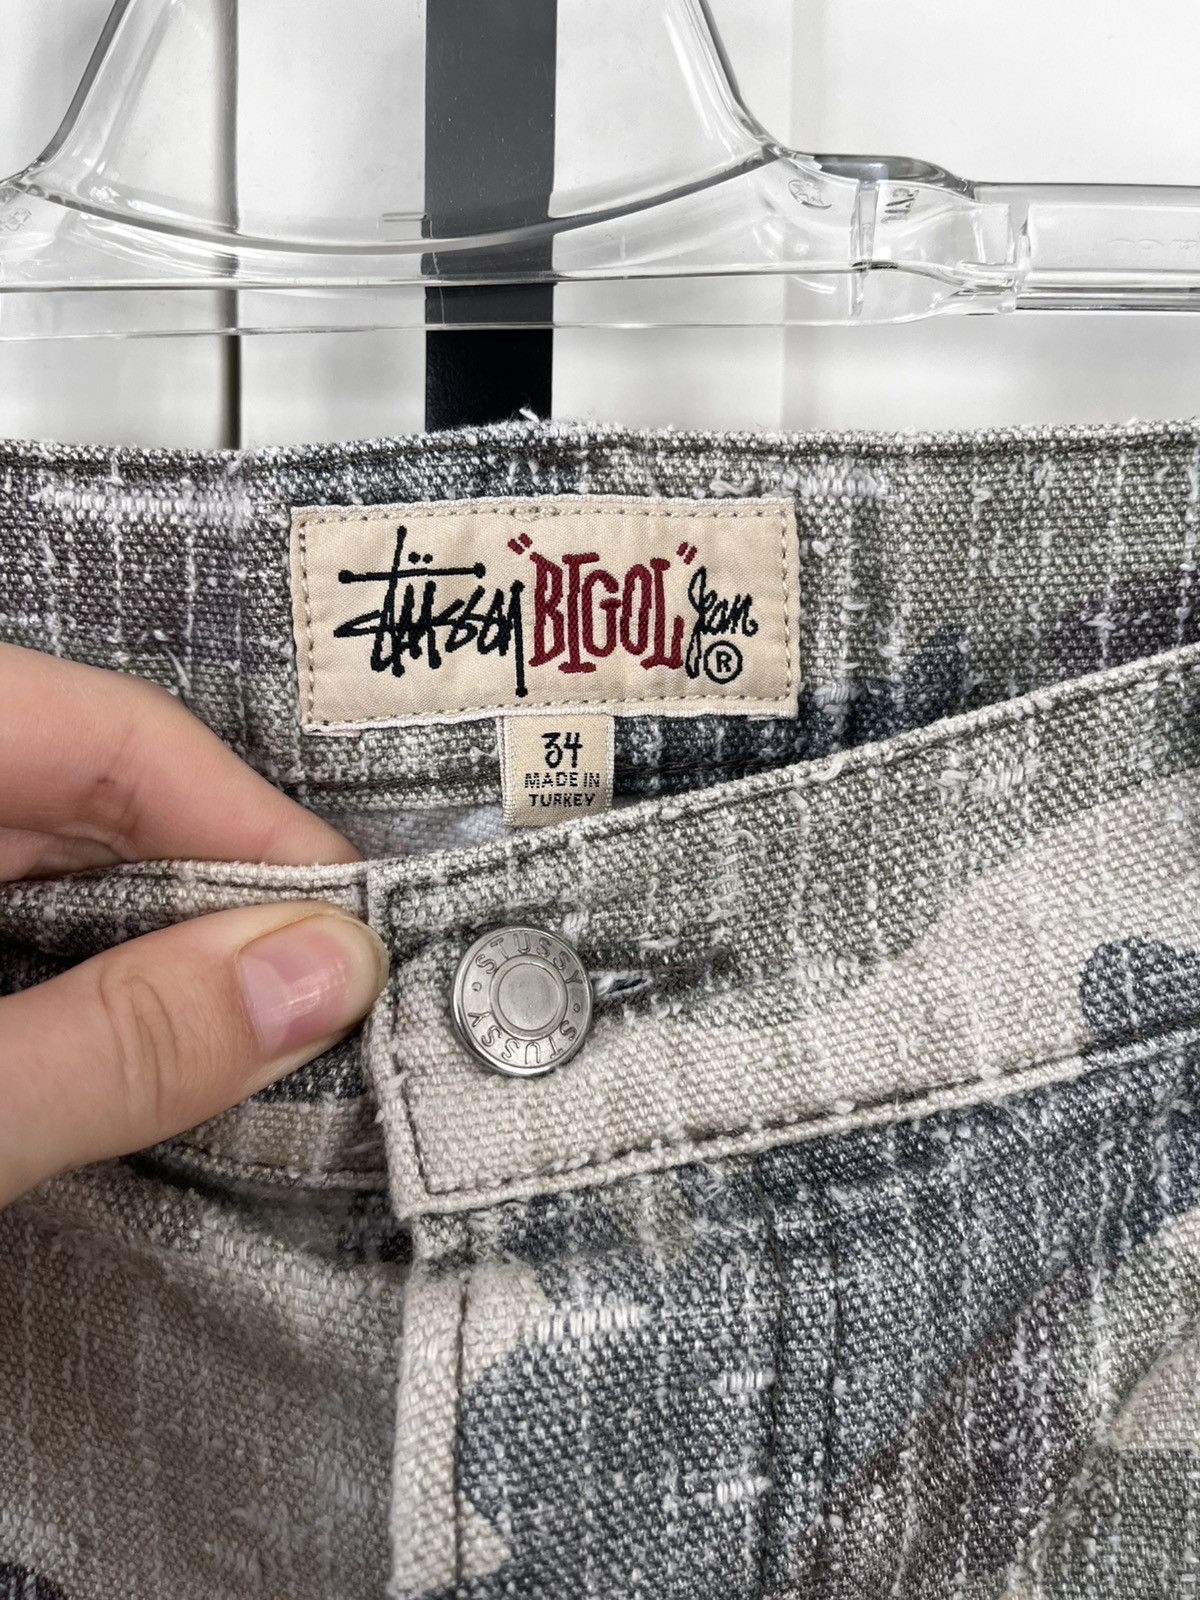 Stüssy "BIGOL" Jean ®
34
MADE IN
TURKEY
STUSSY · STUSSY ·